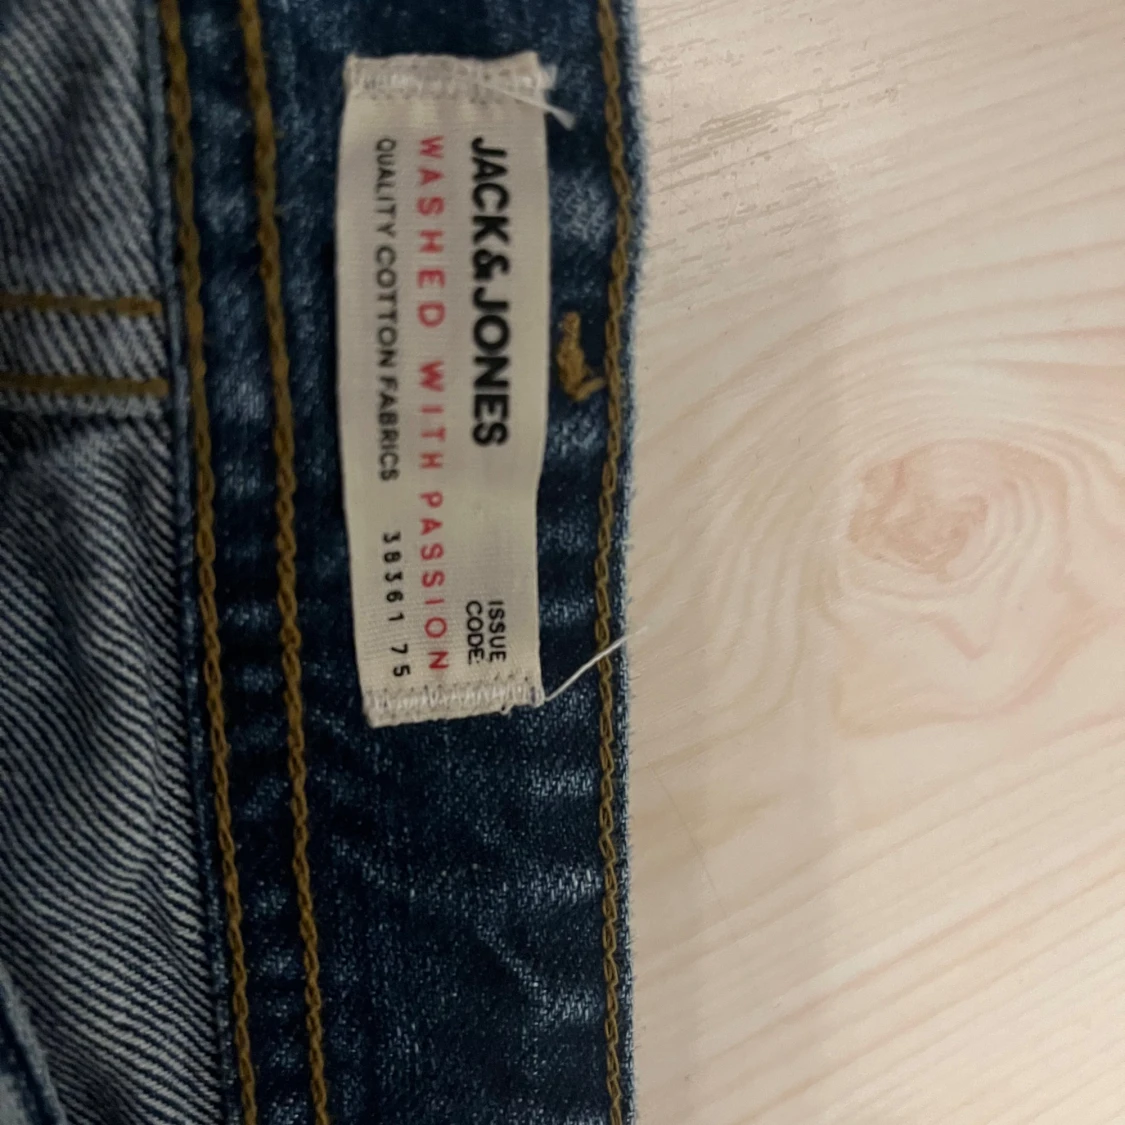 JACK&JONES
ISSUE
CODE:
WASHED WITH PASSION
QUALITY COTTON FABRICS 38361 75